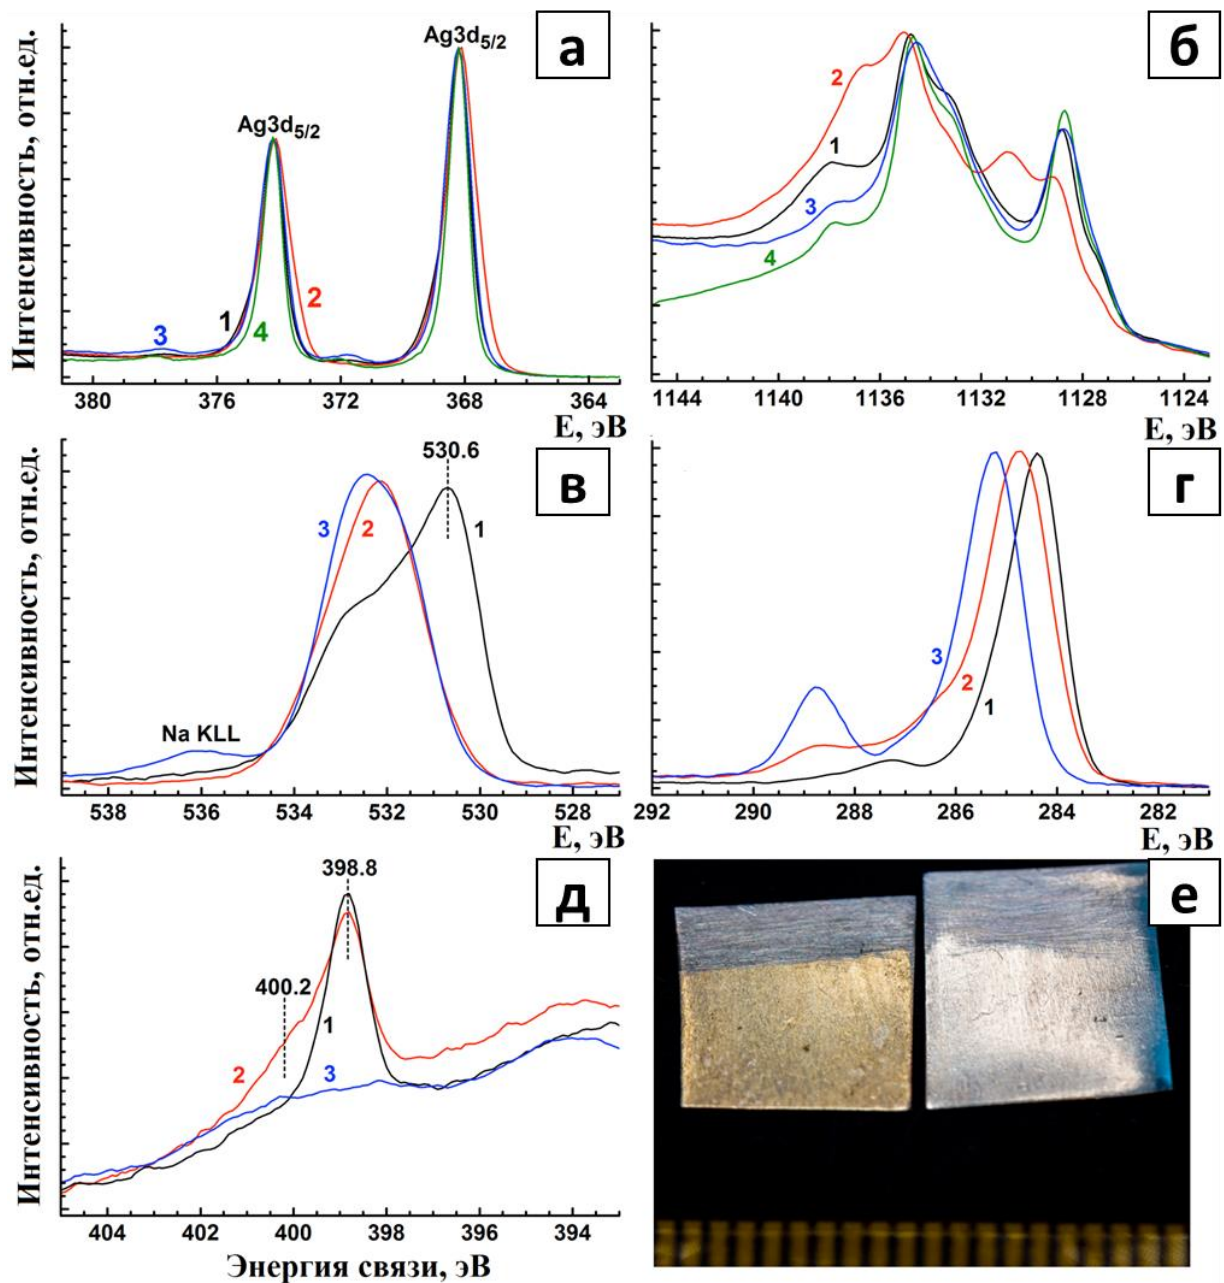 Интенсивность, отн.ед.
Ag3d5/2
Ag3d5/2
а
1
2
3
4
380 376 372 368 364
E, эВ
б
2
1
3
4
1144 1140 1136 1132 1128 1124
E, эВ
Интенсивность, отн.ед.
530.6
в
3
2
1
Na KLL
538 536 534 532 530 528
E, эВ
г
3
2
1
292 290 288 286 284 282
E, эВ
Интенсивность, отн.ед.
398.8
д
400.2
1
2
3
404 402 400 398 396 394
Энергия связи, эВ
е